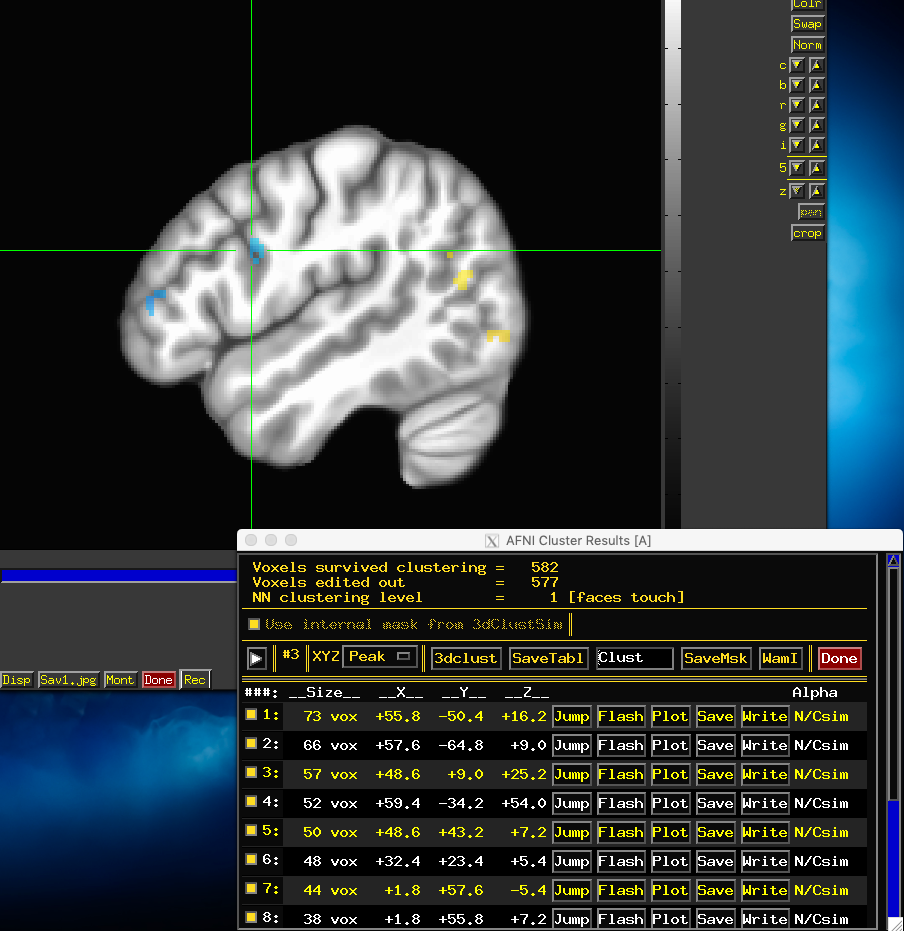 Colr
Swap
Norm
c
b
r
g
i
5
z
pan
crop
AFNI Cluster Results [A]
Voxels survived clustering = 582
Voxels edited out = 577
NN clustering level = 1 [faces touch]
Use internal mask from 3dClustSim
#3 XYZ Peak 3dclust SaveTabl Clust SaveMsk WamI Done
Disp Sav1.jpg Mont Done Rec
###: __Size__ __X__ __Y__ __Z__ Alpha
1: 73 vox +55.8 -50.4 +16.2 Jump Flash Plot Save Write N/Csim
2: 66 vox +57.6 -64.8 +9.0 Jump Flash Plot Save Write N/Csim
3: 57 vox +48.6 +9.0 +25.2 Jump Flash Plot Save Write N/Csim
4: 52 vox +59.4 -34.2 +54.0 Jump Flash Plot Save Write N/Csim
5: 50 vox +48.6 +43.2 +7.2 Jump Flash Plot Save Write N/Csim
6: 48 vox +32.4 +23.4 +5.4 Jump Flash Plot Save Write N/Csim
7: 44 vox +1.8 +57.6 -5.4 Jump Flash Plot Save Write N/Csim
8: 38 vox +1.8 +55.8 +7.2 Jump Flash Plot Save Write N/Csim